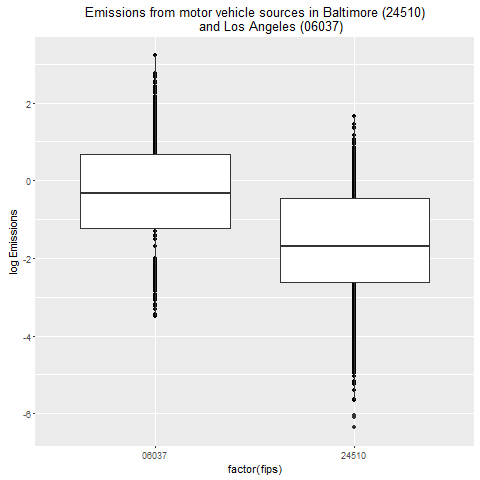 Emissions from motor vehicle sources in Baltimore (24510)
and Los Angeles (06037)
log Emissions
2
0
-2
-4
-6
06037
24510
factor(fips)